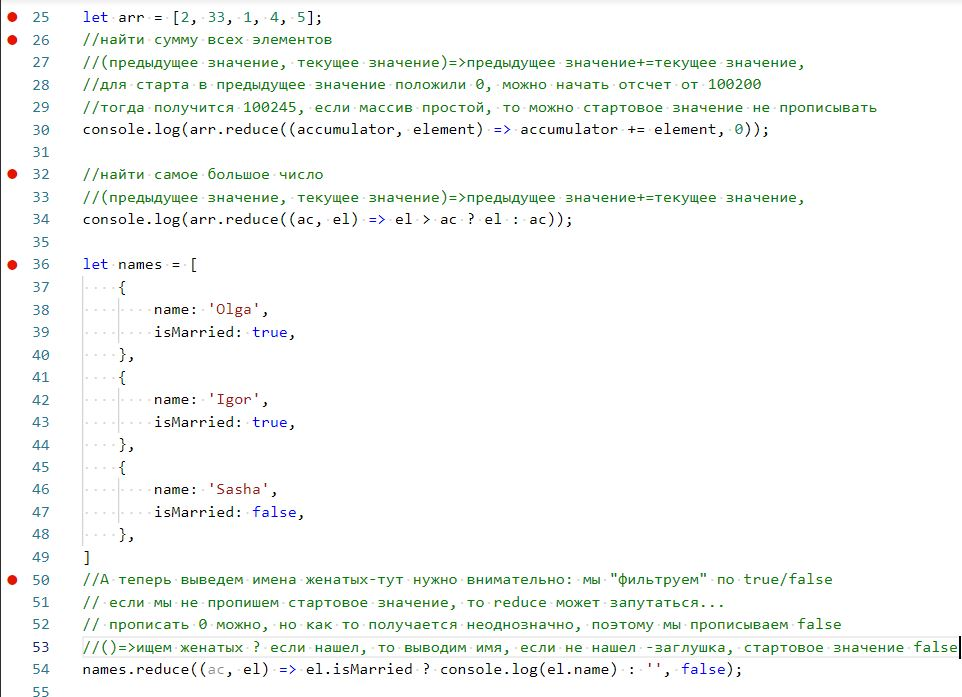 25 let arr = [2, 33, 1, 4, 5];
26 //найти сумму всех элементов
27 //(предыдущее значение, текущее значение)=>предыдущее значение+=текущее значение,
28 //для старта в предыдущее значение положили 0, можно начать отсчет от 100200
29 //тогда получится 100245, если массив простой, то можно стартовое значение не прописывать
30 console.log(arr.reduce((accumulator, element) => accumulator += element, 0));
31
32 //найти самое большое число
33 //(предыдущее значение, текущее значение)=>предыдущее значение+=текущее значение,
34 console.log(arr.reduce((ac, el) => el > ac ? el : ac));
35
36 let names = [
37 {
38 name: 'Olga',
39 isMarried: true,
40 },
41 {
42 name: 'Igor',
43 isMarried: true,
44 },
45 {
46 name: 'Sasha',
47 isMarried: false,
48 },
49 ]
50 //А теперь выведем имена женатых-тут нужно внимательно: мы "фильтруем" по true/false
51 // если мы не пропишем стартовое значение, то reduce может запутаться...
52 // прописать 0 можно, но как то получается неоднозначно, поэтому мы прописываем false
53 //()=>ищем женатых ? если нашел, то выводим имя, если не нашел -заглушка, стартовое значение false
54 names.reduce((ac, el) => el.isMarried ? console.log(el.name) : '', false);
55